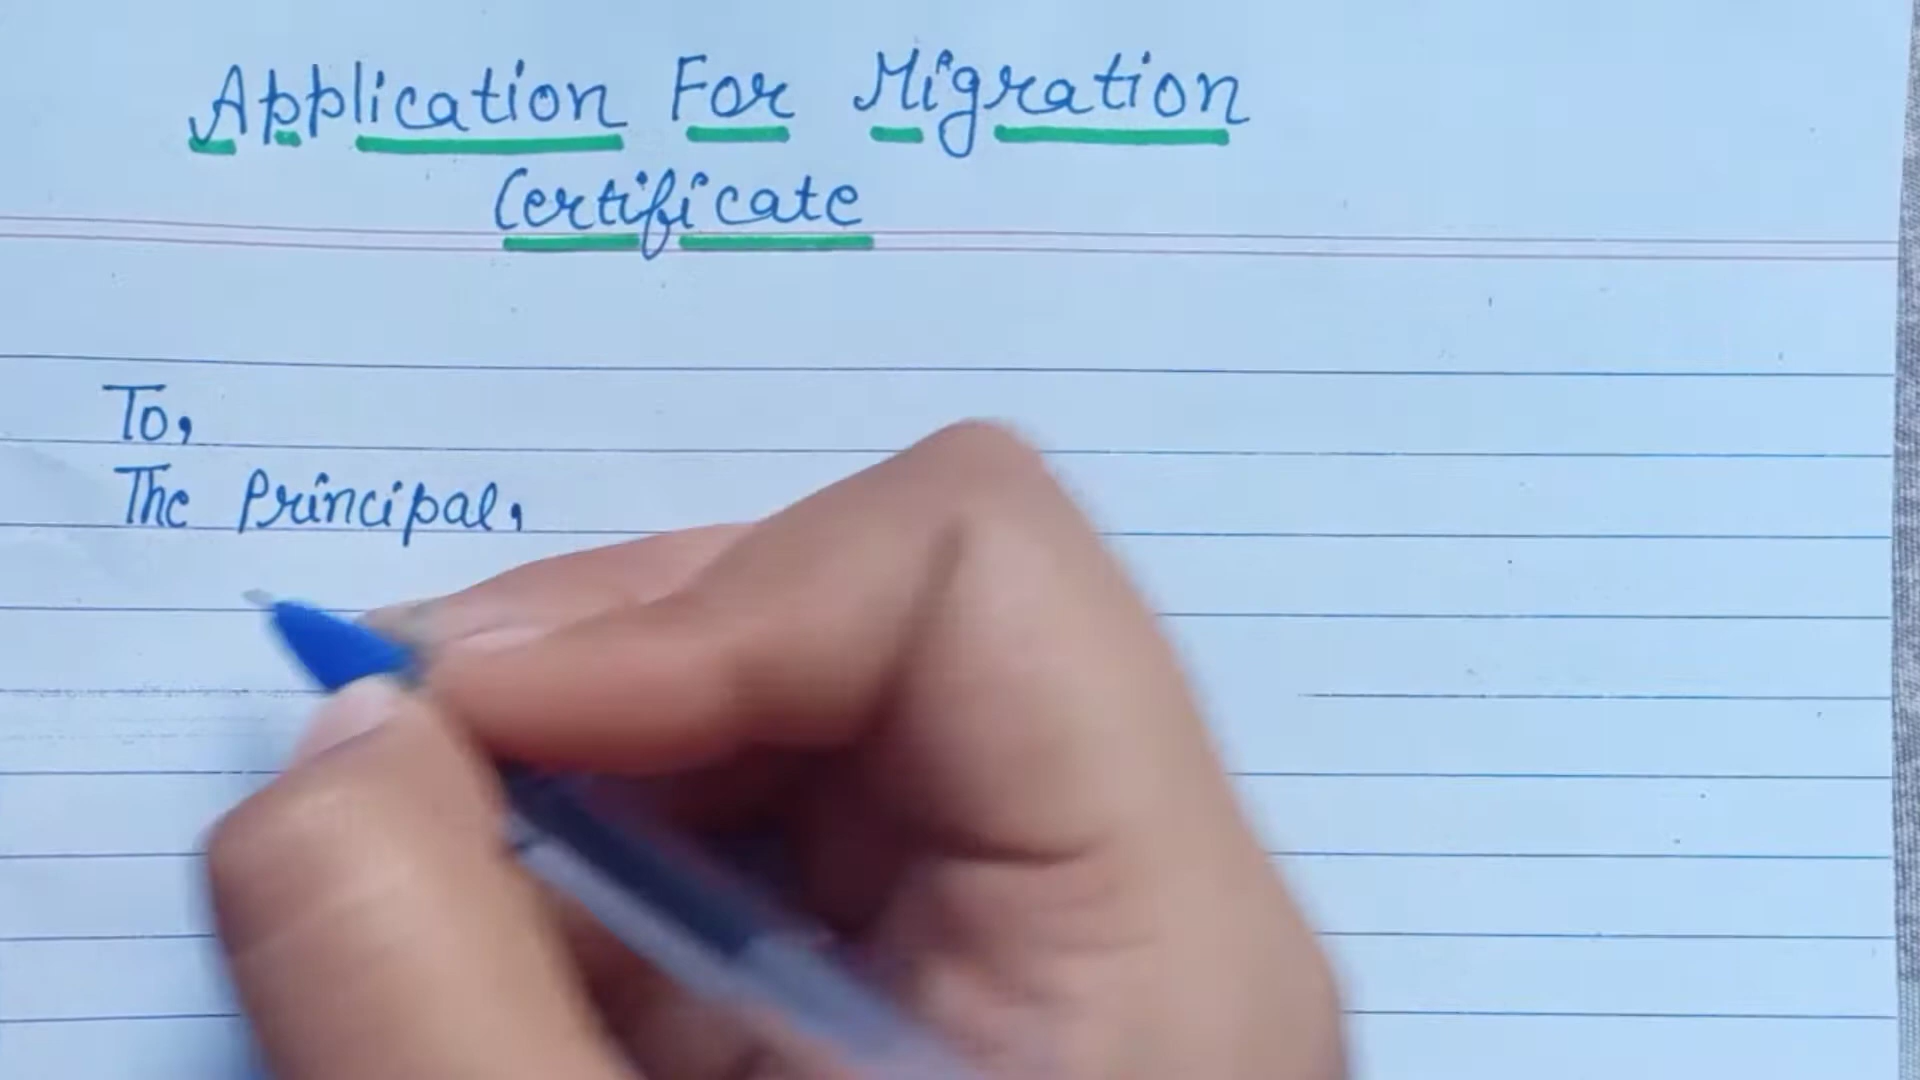 Application For Migration
Certificate
To,
The Principal,